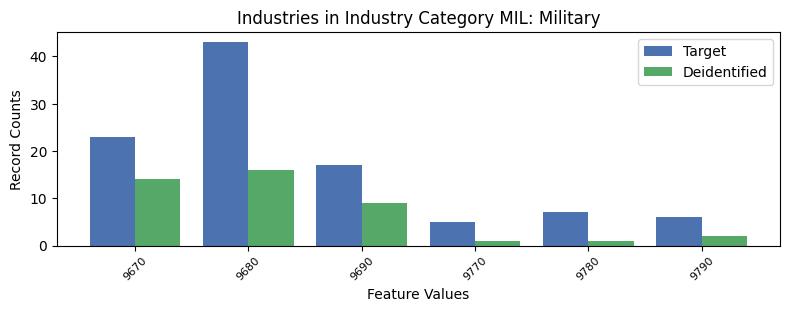 Industries in Industry Category MIL: Military
Target
Deidentified
Record Counts
40
30
20
10
0
9670 9680 9690 9770 9780 9790
Feature Values